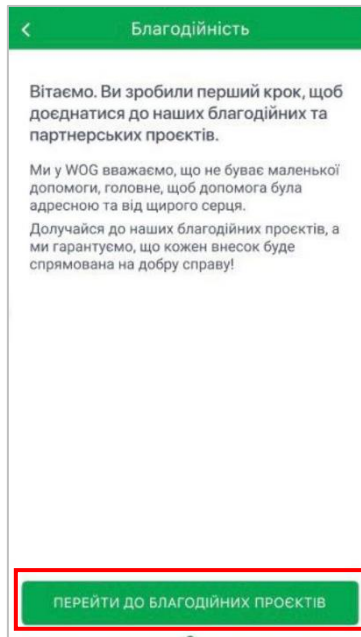 Благодійність
Вітаємо. Ви зробили перший крок, щоб
доєднатися до наших благодійних та
партнерських проєктів.
Ми у WOG вважаємо, що не буває маленької
допомоги, головне, щоб допомога була
адресною та від щирого серця.
Долучайся до наших благодійних проєктів, а
ми гарантуємо, що кожен внесок буде
спрямована на добру справу!
ПЕРЕЙТИ ДО БЛАГОДІЙНИХ ПРОЄКТІВ